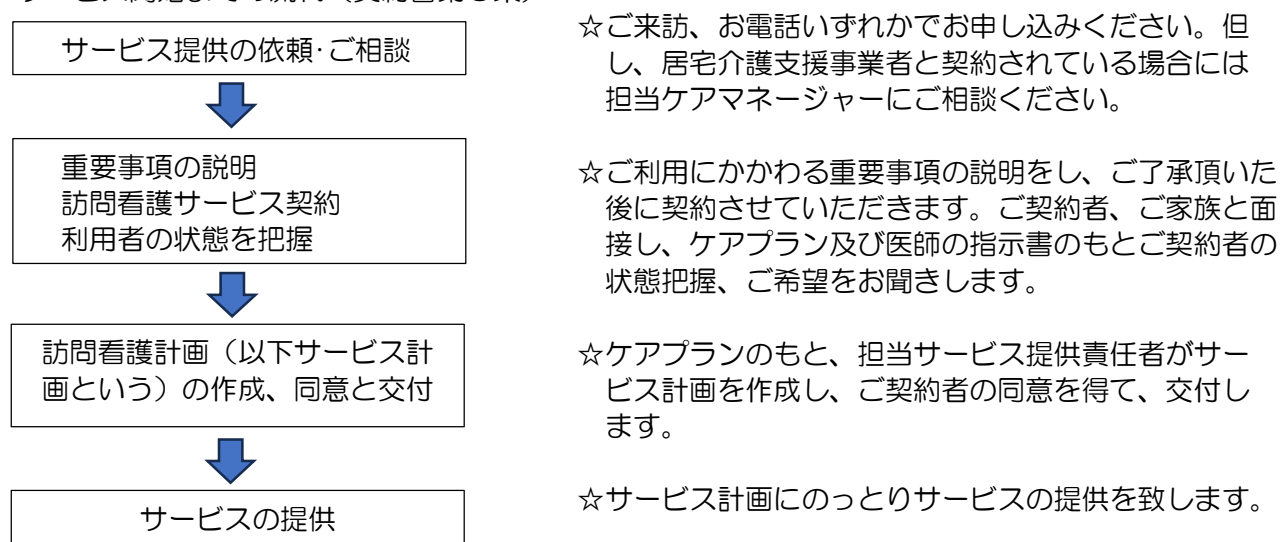 サービス提供の依頼･ご相談
☆ご来訪、お電話いずれかでお申し込みください。但
し、居宅介護支援事業者と契約されている場合には
担当ケアマネージャーにご相談ください。
重要事項の説明
訪問看護サービス契約
利用者の状態を把握
☆ご利用にかかわる重要事項の説明をし、ご了承頂いた
後に契約させていただきます。ご契約者、ご家族と面
接し、ケアプラン及び医師の指示書のもとご契約者の
状態把握、ご希望をお聞きします。
訪問看護計画（以下サービス計
画という）の作成、同意と交付
☆ケアプランのもと、担当サービス提供責任者がサー
ビス計画を作成し、ご契約者の同意を得て、交付し
ます。
サービスの提供
☆サービス計画にのっとりサービスの提供を致します。